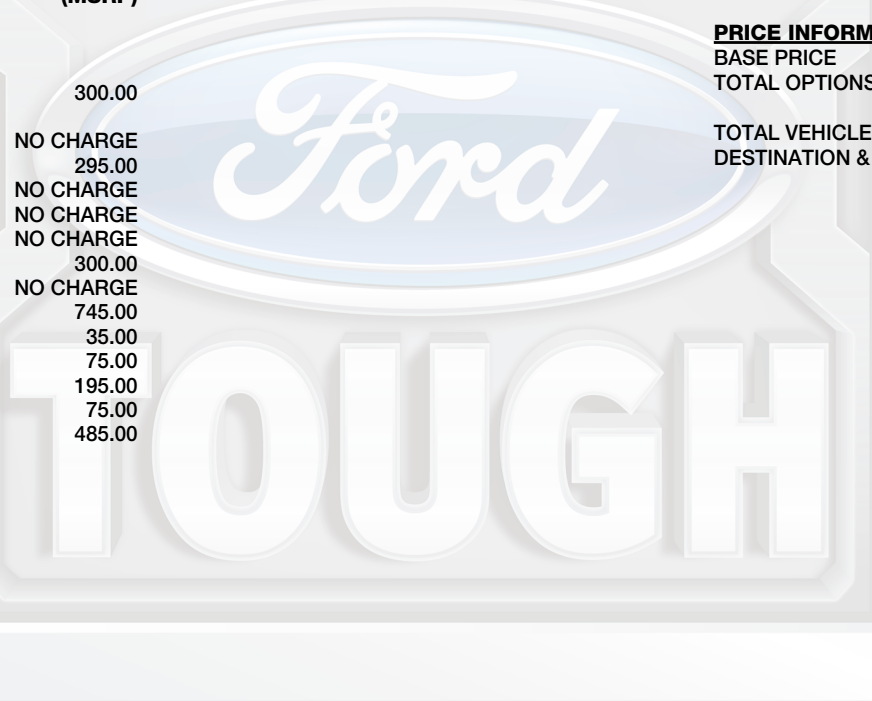 (MSRP)
300.00
NO CHARGE
295.00
NO CHARGE
NO CHARGE
NO CHARGE
300.00
NO CHARGE
745.00
35.00
75.00
195.00
75.00
485.00
PRICE INFORM
BASE PRICE
TOTAL OPTIONS
TOTAL VEHICLE
DESTINATION &
Ford
TOUGH